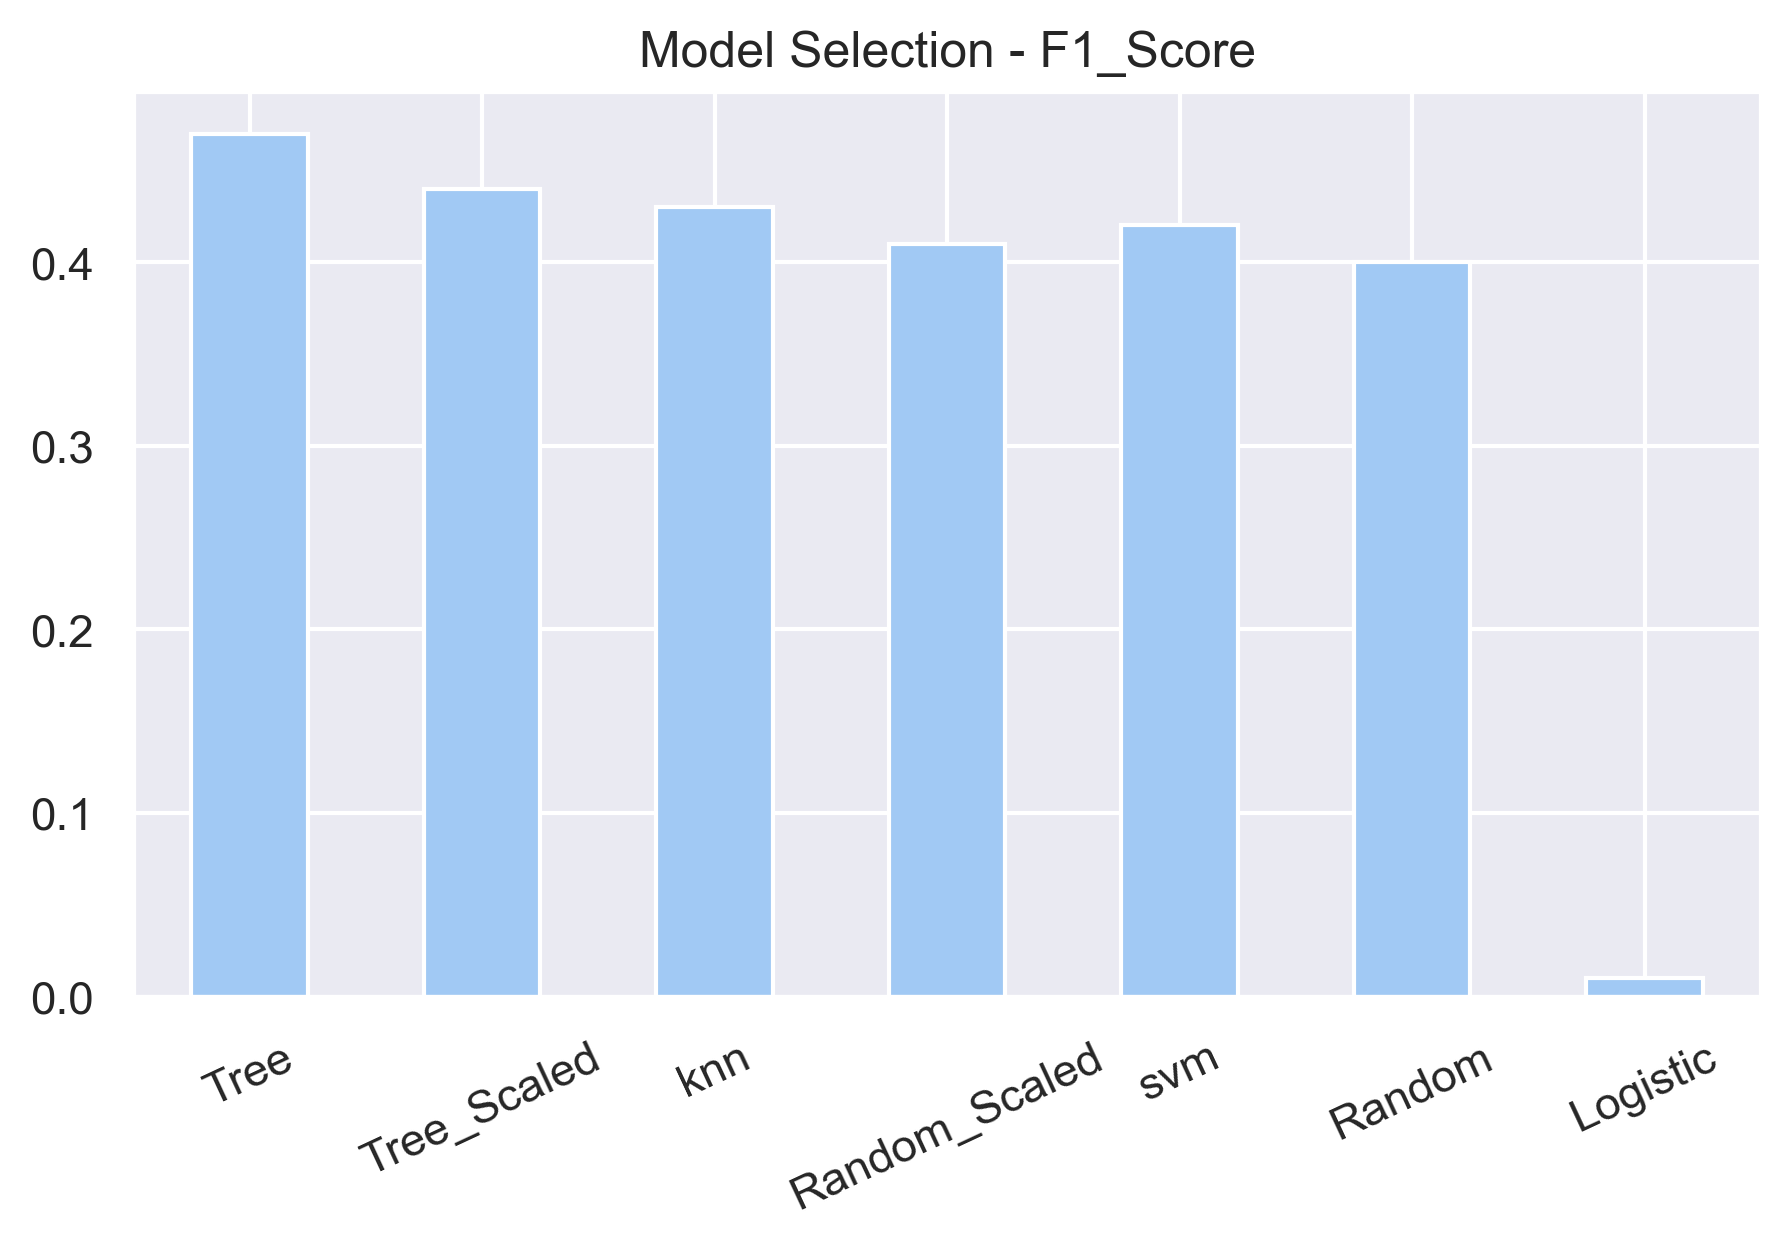 Model Selection - F1_Score
0.4
0.3
0.2
0.1
0.0
Tree
Tree_Scaled
knn
Random_Scaled
svm
Random
Logistic